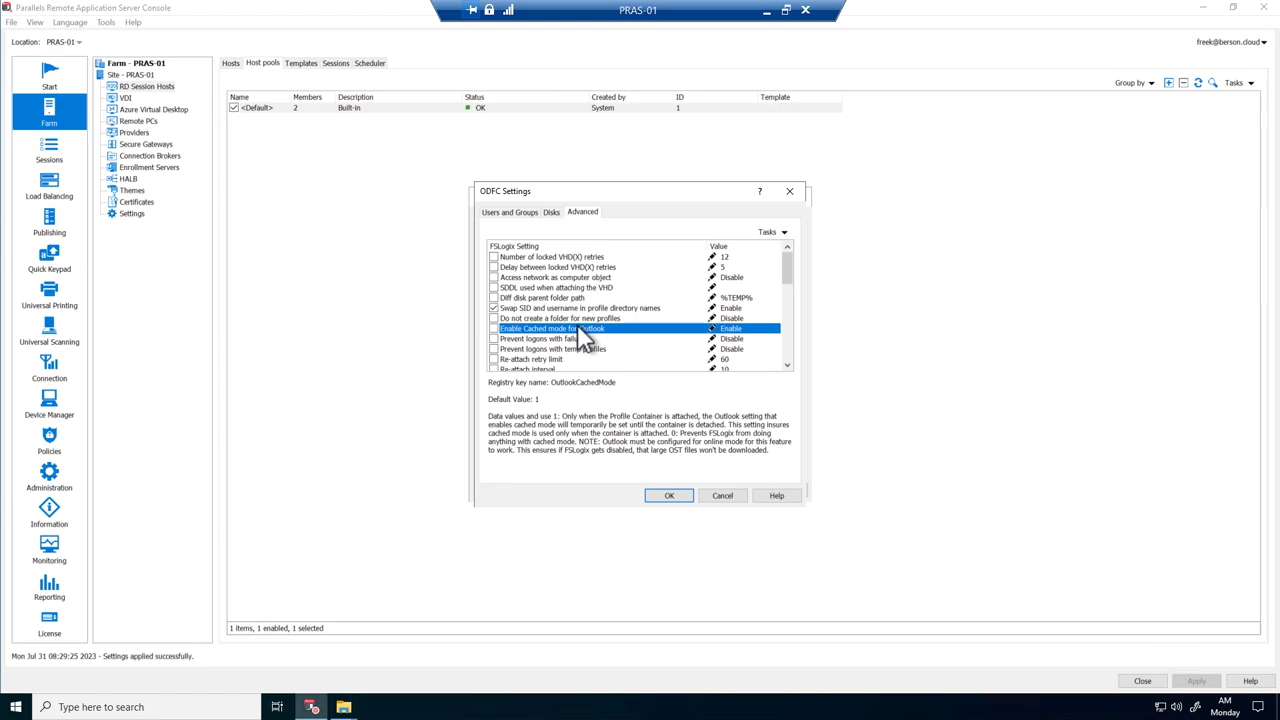 Parallels Remote Application Server Console
PRAS-01
File View Language Tools Help
Location: PRAS-01
freek@berson.cloud
Start
Farm
Sessions
Load Balancing
Publishing
Quick Keypad
Universal Printing
Universal Scanning
Connection
Device Manager
Policies
Administration
Information
Monitoring
Reporting
License
Farm - PRAS-01
Site - PRAS-01
RD Session Hosts
VDI
Azure Virtual Desktop
Remote PCs
Providers
Secure Gateways
Connection Brokers
Enrollment Servers
HALB
Themes
Certificates
Settings
Hosts Host pools Templates Sessions Scheduler
Group by Tasks
Name Members Description Status Created by ID Template
<Default> 2 Built-in OK System 1
ODFC Settings ?
Users and Groups Disks Advanced
Tasks
FSLogix Setting Value
Number of locked VHD(X) retries 12
Delay between locked VHD(X) retries 5
Access network as computer object Disable
SDDL used when attaching the VHD
Diff disk parent folder path %TEMP%
Swap SID and username in profile directory names Enable
Do not create a folder for new profiles Disable
Enable Cached mode for Outlook Enable
Prevent logons with Disable
Prevent logons with Disable
Re-attach retry limit 60
Re-attach interval 10
Registry key name: OutlookCachedMode
Default Value: 1
Data values and use 1: Only when the Profile Container is attached, the Outlook setting that
enables cached mode will temporarily be set until the container is detached. This setting insures
cached mode is used only when the container is attached. 0: Prevents FSLogix from doing
anything with cached mode. NOTE: Outlook must be configured for online mode for this feature
to work. This ensures if FSLogix gets disabled, that large OST files won't be downloaded.
OK Cancel Help
1 items, 1 enabled, 1 selected
Mon Jul 31 08:29:25 2023 - Settings applied successfully.
Close Apply Help
Type here to search
AM
Monday